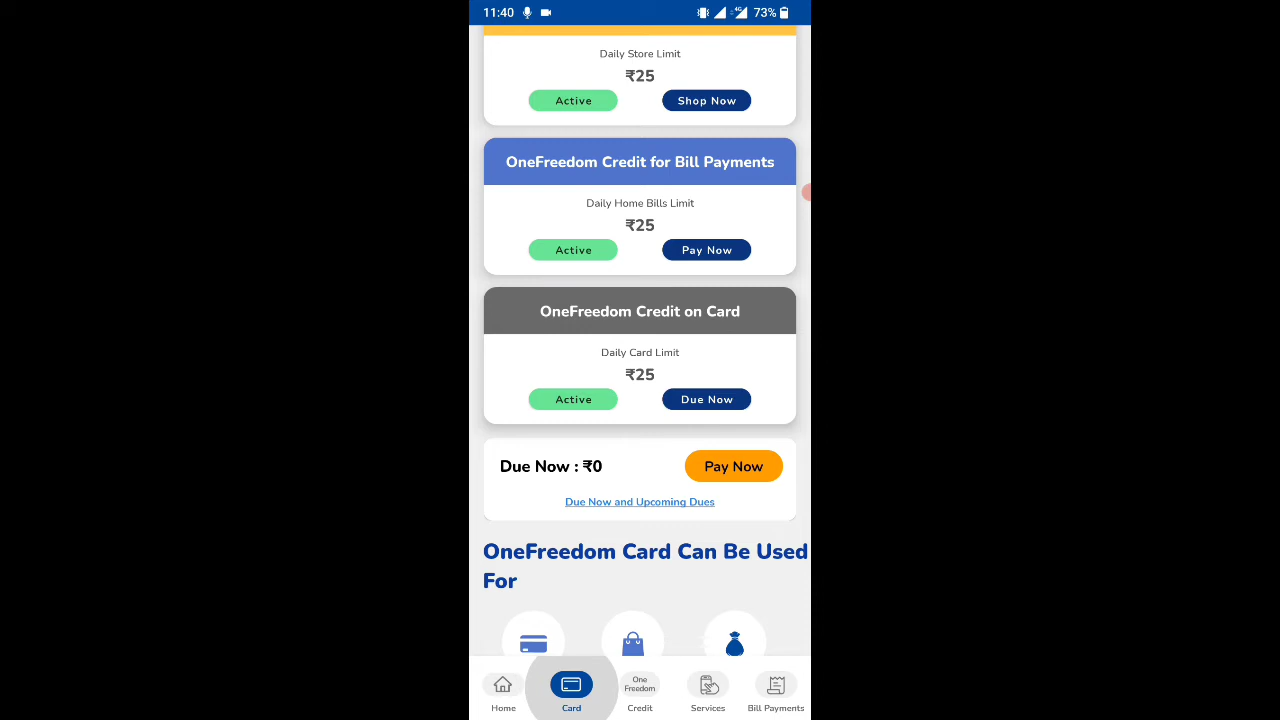 11:40
4G
73%
Daily Store Limit
₹25
Active
Shop Now
OneFreedom Credit for Bill Payments
Daily Home Bills Limit
₹25
Active
Pay Now
OneFreedom Credit on Card
Daily Card Limit
₹25
Active
Due Now
Due Now : ₹0
Pay Now
Due Now and Upcoming Dues
OneFreedom Card Can Be Used
For
One
Freedom
Home
Card
Credit
Services
Bill Payments